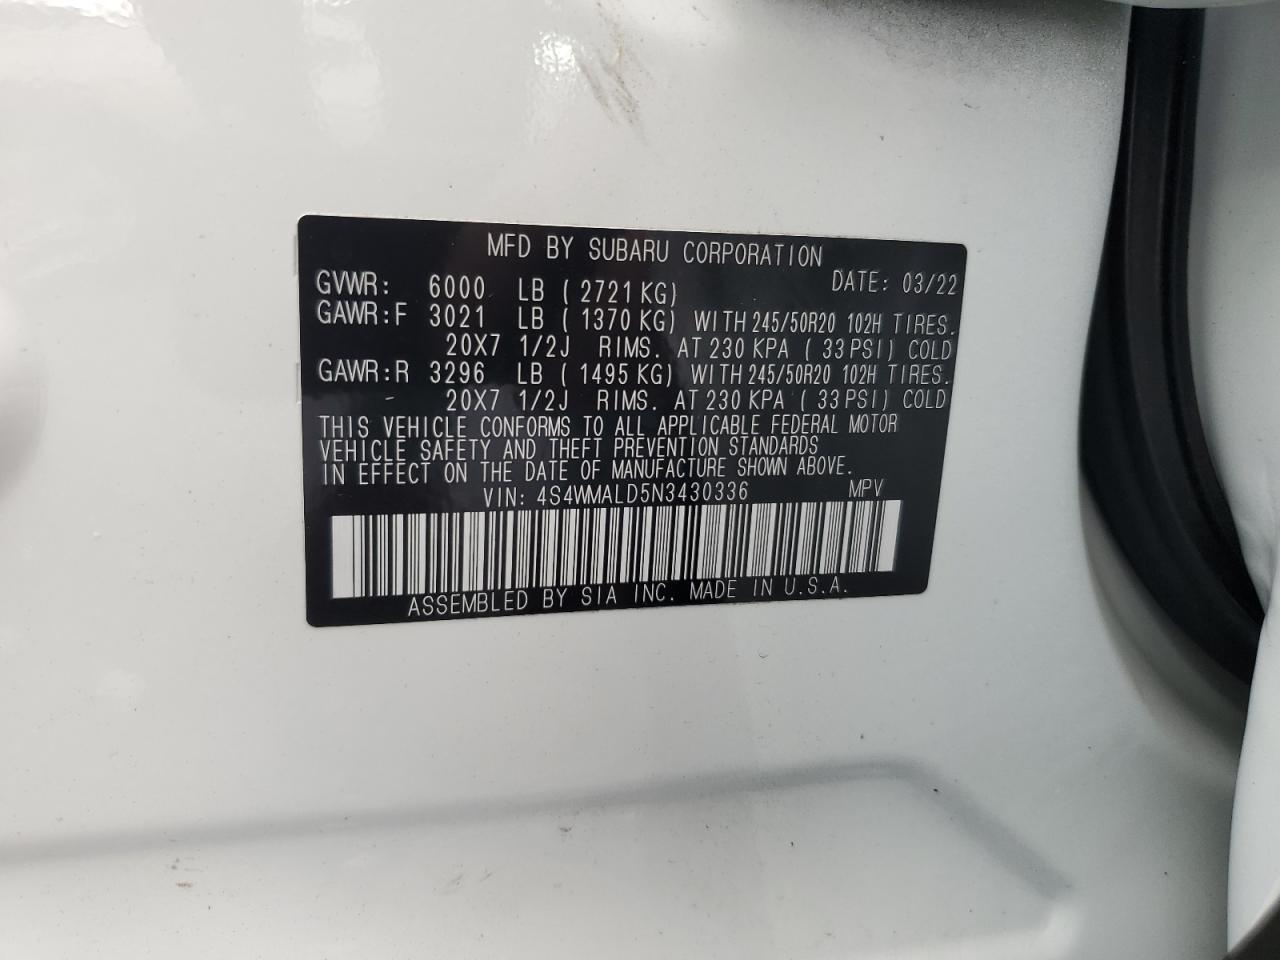 MFD BY SUBARU CORPORATION
GVWR: 6000 LB ( 2721 KG) DATE: 03/22
GAWR:F 3021 LB ( 1370 KG) WITH 245/50R20 102H TIRES.
20X7 1/2J RIMS. AT 230 KPA ( 33 PSI) COLD
GAWR:R 3296 LB ( 1495 KG) WITH 245/50R20 102H TIRES.
20X7 1/2J RIMS. AT 230 KPA ( 33 PSI) COLD
THIS VEHICLE CONFORMS TO ALL APPLICABLE FEDERAL MOTOR
VEHICLE SAFETY AND THEFT PREVENTION STANDARDS
IN EFFECT ON THE DATE OF MANUFACTURE SHOWN ABOVE.
VIN: 4S4WMALD5N3430336 MPV
ASSEMBLED BY SIA INC. MADE IN U.S.A.